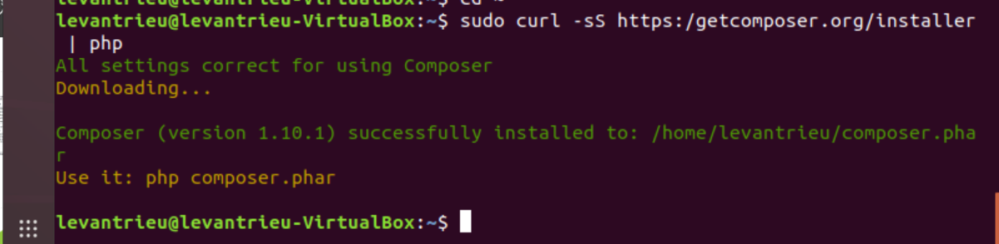 levantrieu@levantrieu-VirtualBox:~$ cd ~
levantrieu@levantrieu-VirtualBox:~$ sudo curl -sS https:/getcomposer.org/installer
| php
All settings correct for using Composer
Downloading...
Composer (version 1.10.1) successfully installed to: /home/levantrieu/composer.pha
r
Use it: php composer.phar
levantrieu@levantrieu-VirtualBox:~$